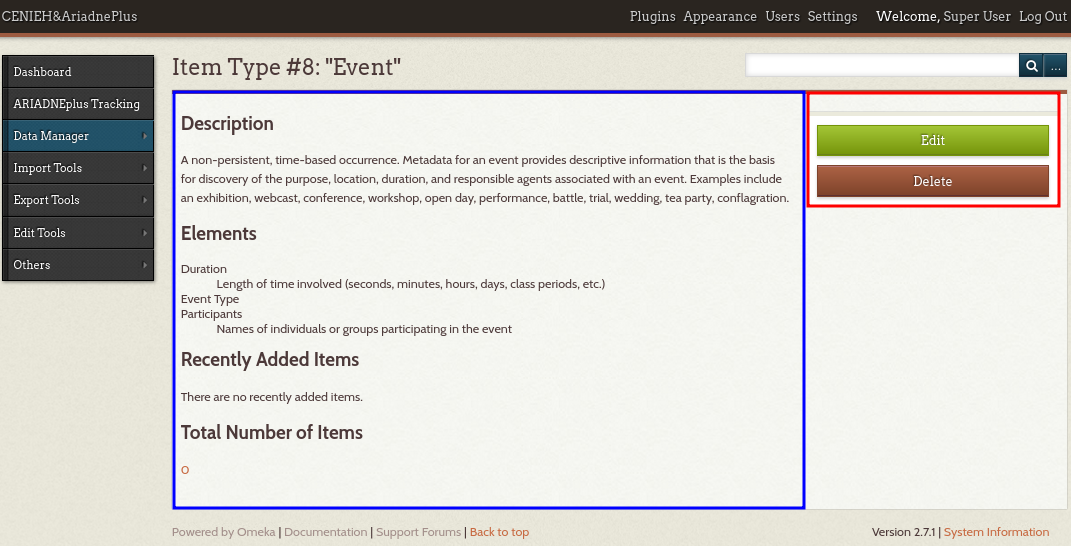 CENIEH&AriadnePlus
Plugins Appearance Users Settings Welcome, Super User Log Out
Dashboard
ARIADNEplus Tracking
Data Manager
Import Tools
Export Tools
Edit Tools
Others
Item Type #8: "Event"
...
Description
A non-persistent, time-based occurrence. Metadata for an event provides descriptive information that is the basis
for discovery of the purpose, location, duration, and responsible agents associated with an event. Examples include
an exhibition, webcast, conference, workshop, open day, performance, battle, trial, wedding, tea party, conflagration.
Elements
Duration
Length of time involved (seconds, minutes, hours, days, class periods, etc.)
Event Type
Participants
Names of individuals or groups participating in the event
Recently Added Items
There are no recently added items.
Total Number of Items
0
Edit
Delete
Powered by Omeka | Documentation | Support Forums | Back to top
Version 2.7.1 | System Information